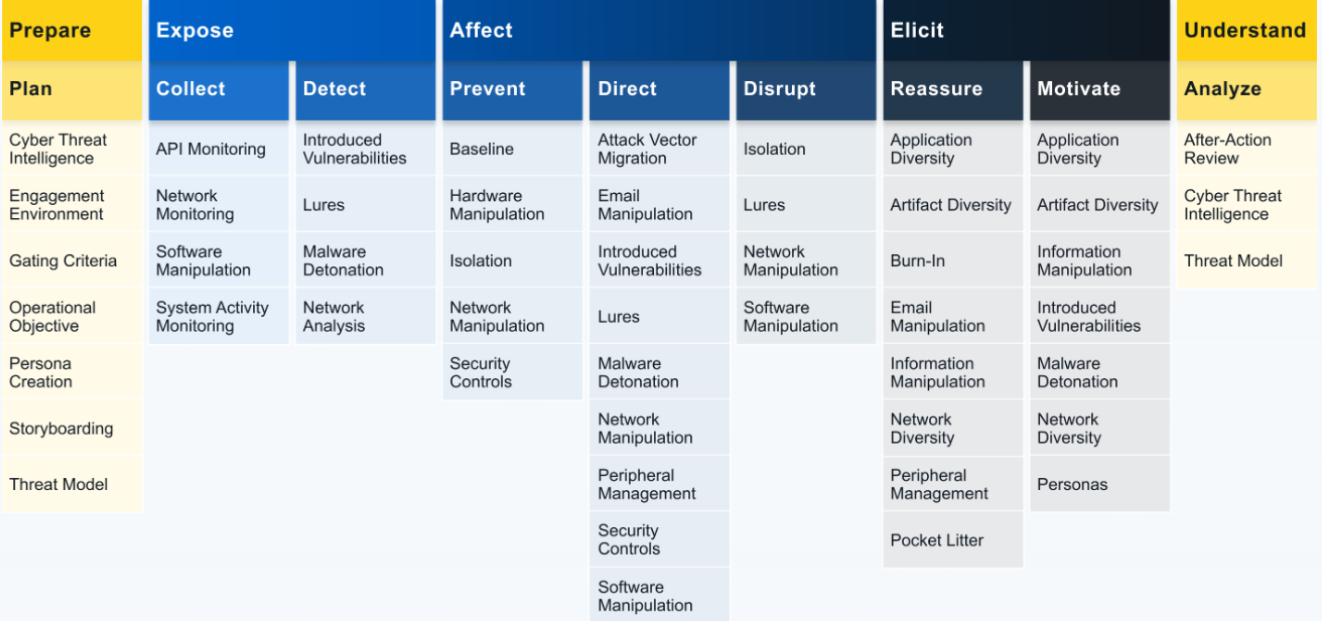 Prepare
Expose
Affect
Elicit
Understand
Plan
Collect
Detect
Prevent
Direct
Disrupt
Reassure
Motivate
Analyze
Cyber Threat
Intelligence
Engagement
Environment
Gating Criteria
Operational
Objective
Persona
Creation
Storyboarding
Threat Model
API Monitoring
Network
Monitoring
Software
Manipulation
System Activity
Monitoring
Introduced
Vulnerabilities
Lures
Malware
Detonation
Network
Analysis
Baseline
Hardware
Manipulation
Isolation
Network
Manipulation
Security
Controls
Attack Vector
Migration
Email
Manipulation
Introduced
Vulnerabilities
Lures
Malware
Detonation
Network
Manipulation
Peripheral
Management
Security
Controls
Software
Manipulation
Isolation
Lures
Network
Manipulation
Software
Manipulation
Application
Diversity
Artifact Diversity
Burn-In
Email
Manipulation
Information
Manipulation
Network
Diversity
Peripheral
Management
Pocket Litter
Application
Diversity
Artifact Diversity
Information
Manipulation
Introduced
Vulnerabilities
Malware
Detonation
Network
Diversity
Personas
After-Action
Review
Cyber Threat
Intelligence
Threat Model